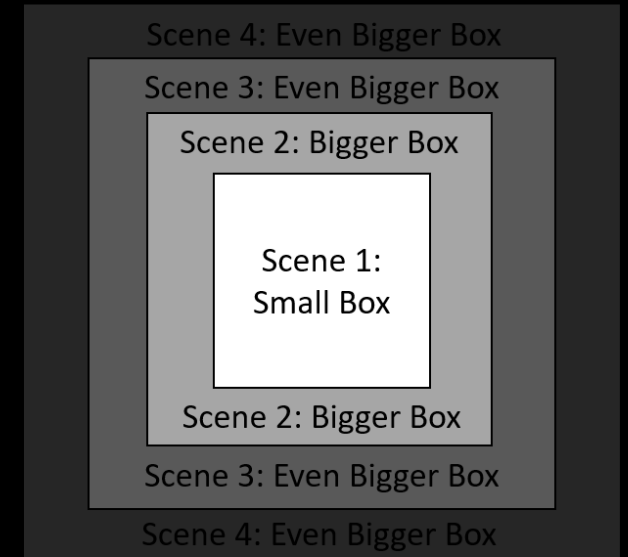 Scene 4: Even Bigger Box
Scene 3: Even Bigger Box
Scene 2: Bigger Box
Scene 1:
Small Box
Scene 2: Bigger Box
Scene 3: Even Bigger Box
Scene 4: Even Bigger Box